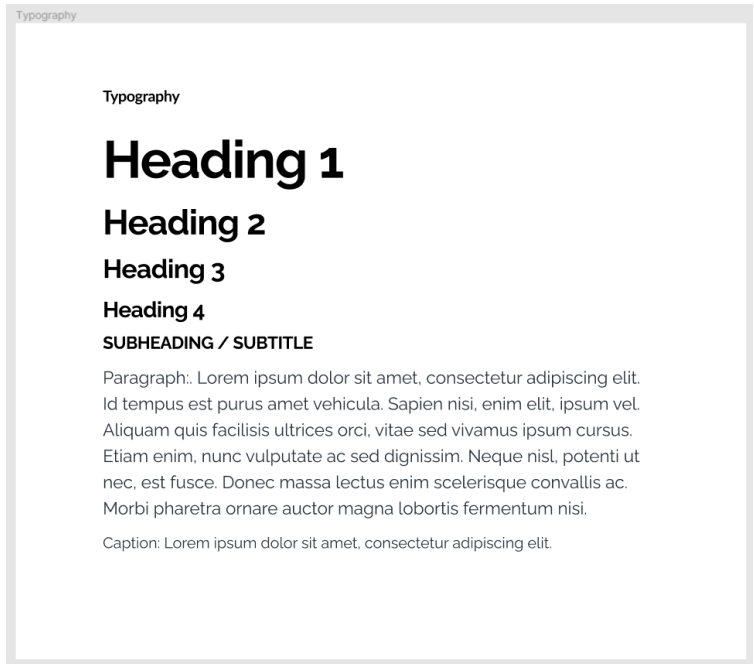 Typography
Typography
Heading 1
Heading 2
Heading 3
Heading 4
SUBHEADING / SUBTITLE
Paragraph:. Lorem ipsum dolor sit amet, consectetur adipiscing elit.
Id tempus est purus amet vehicula. Sapien nisi, enim elit, ipsum vel.
Aliquam quis facilisis ultrices orci, vitae sed vivamus ipsum cursus.
Etiam enim, nunc vulputate ac sed dignissim. Neque nisl, potenti ut
nec, est fusce. Donec massa lectus enim scelerisque convallis ac.
Morbi pharetra ornare auctor magna lobortis fermentum nisi.
Caption: Lorem ipsum dolor sit amet, consectetur adipiscing elit.